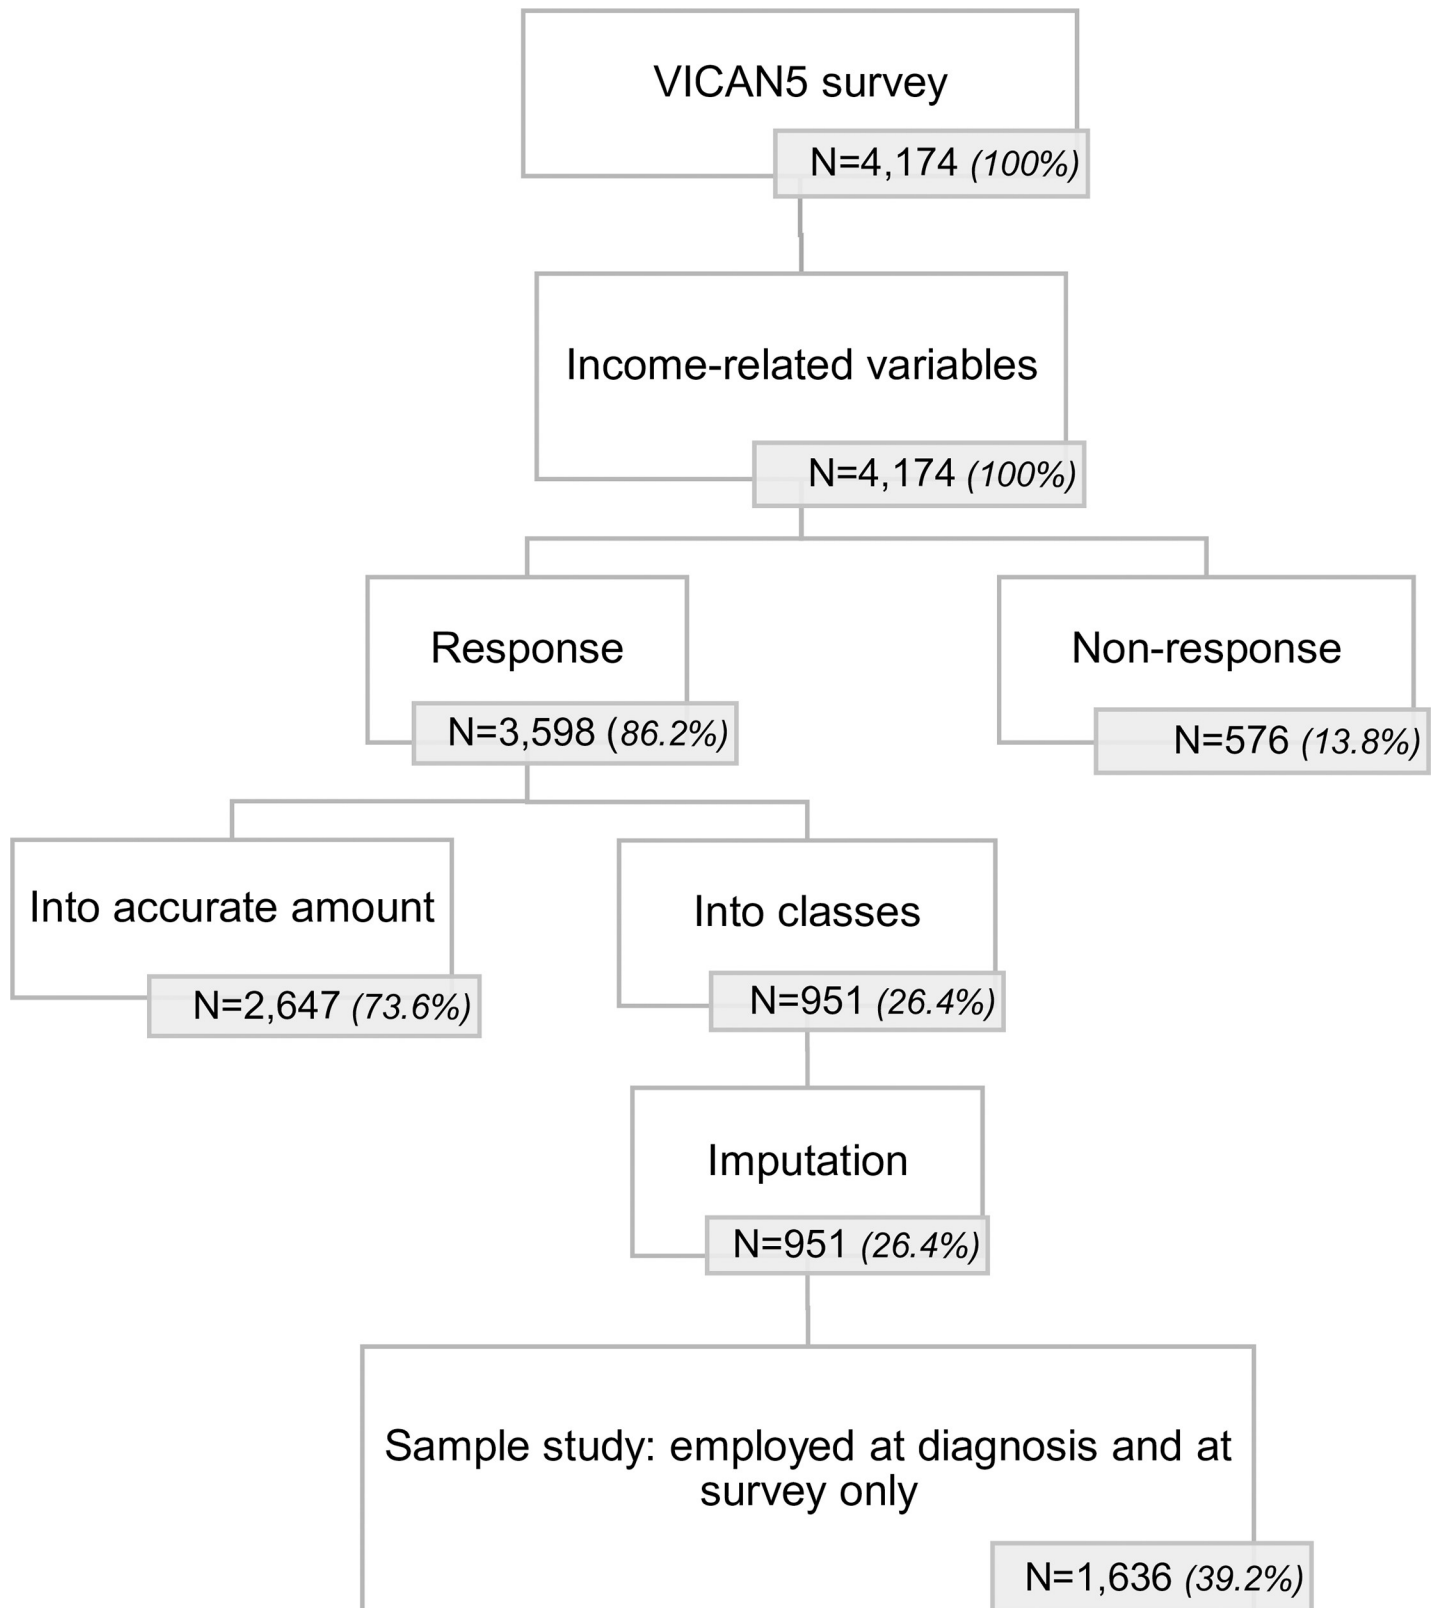 VICAN5 survey
N=4,174 (100%)
Income-related variables
N=4,174 (100%)
Response
N=3,598 (86.2%)
Non-response
N=576 (13.8%)
Into accurate amount
N=2,647 (73.6%)
Into classes
N=951 (26.4%)
Imputation
N=951 (26.4%)
Sample study: employed at diagnosis and at
survey only
N=1,636 (39.2%)